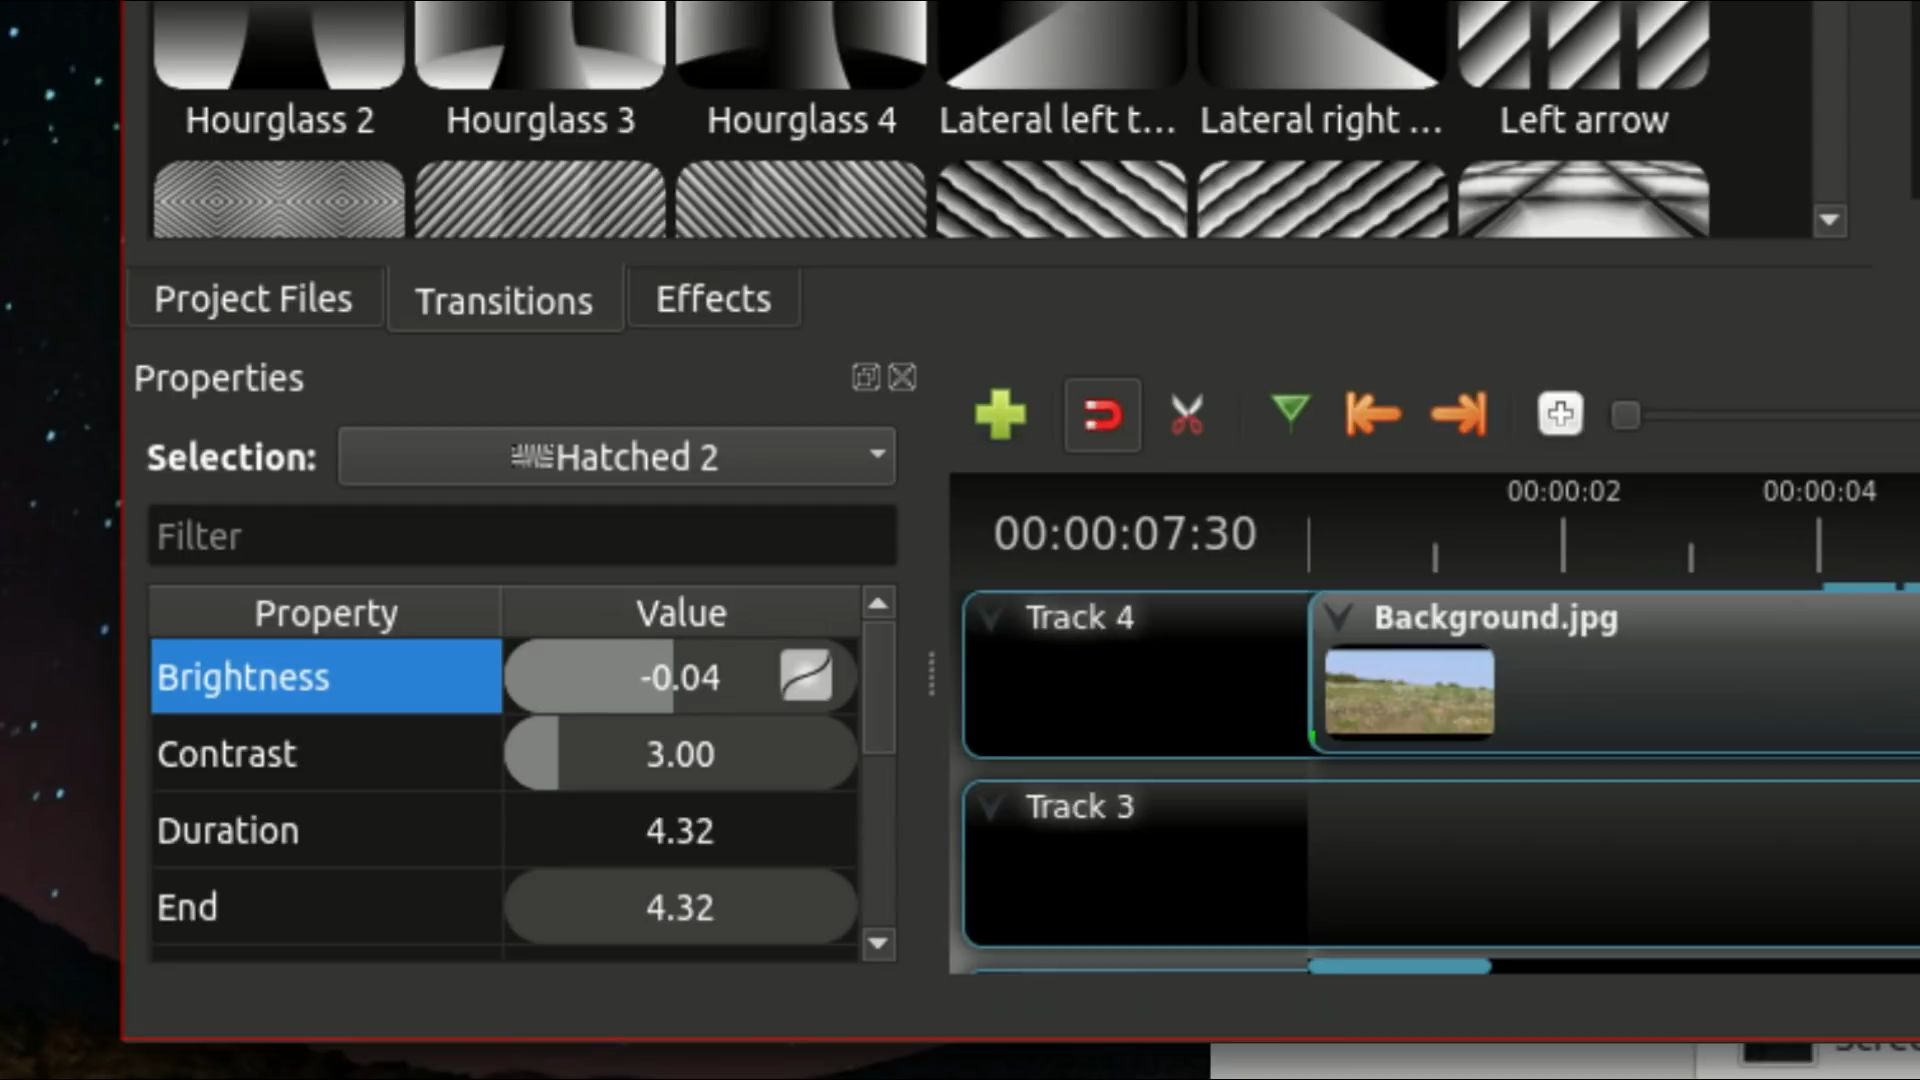 Hourglass 2
Hourglass 3
Hourglass 4
Lateral left t...
Lateral right ...
Left arrow
Project Files
Transitions
Effects
Properties
Selection:
Hatched 2
Filter
Property
Value
Brightness
-0.04
Contrast
3.00
Duration
4.32
End
4.32
00:00:02
00:00:04
00:00:07:30
Track 4
Background.jpg
Track 3